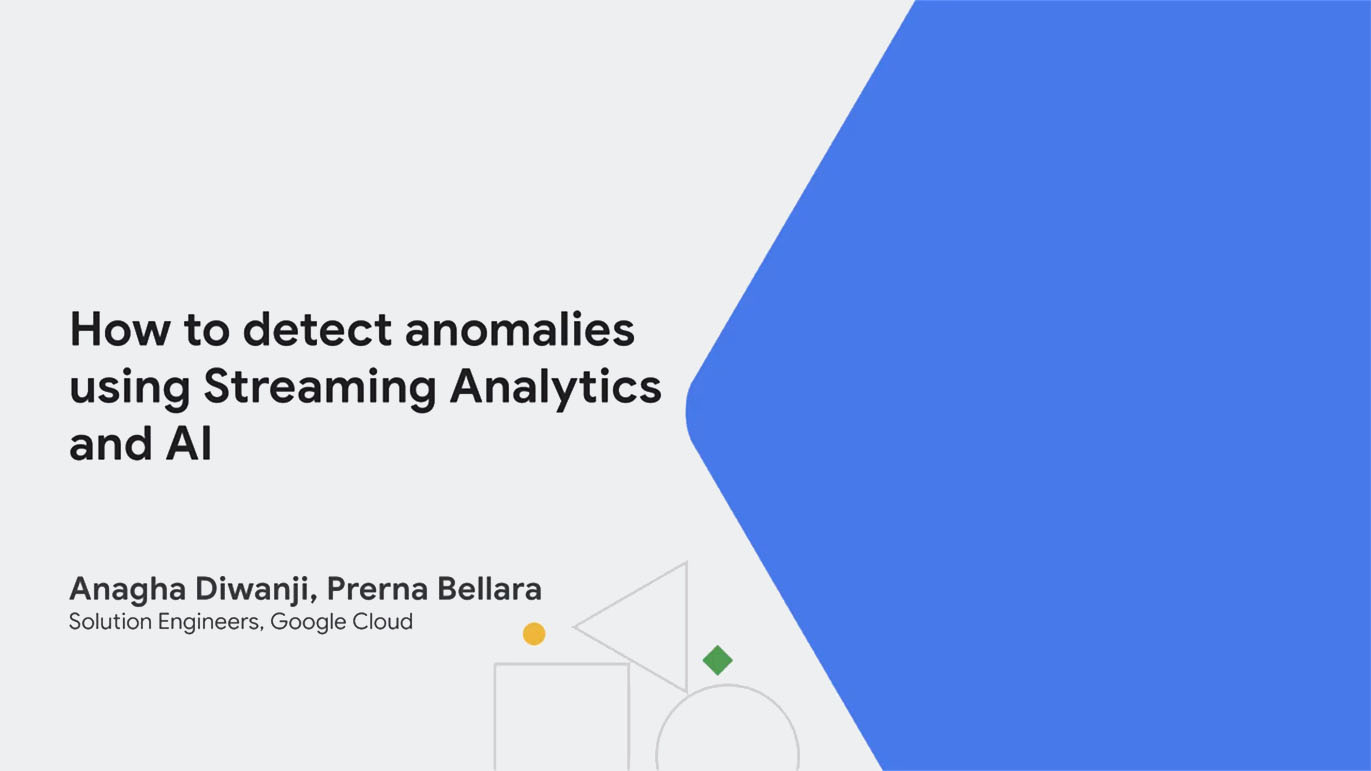 How to detect anomalies
using Streaming Analytics
and AI
Anagha Diwanji, Prerna Bellara
Solution Engineers, Google Cloud